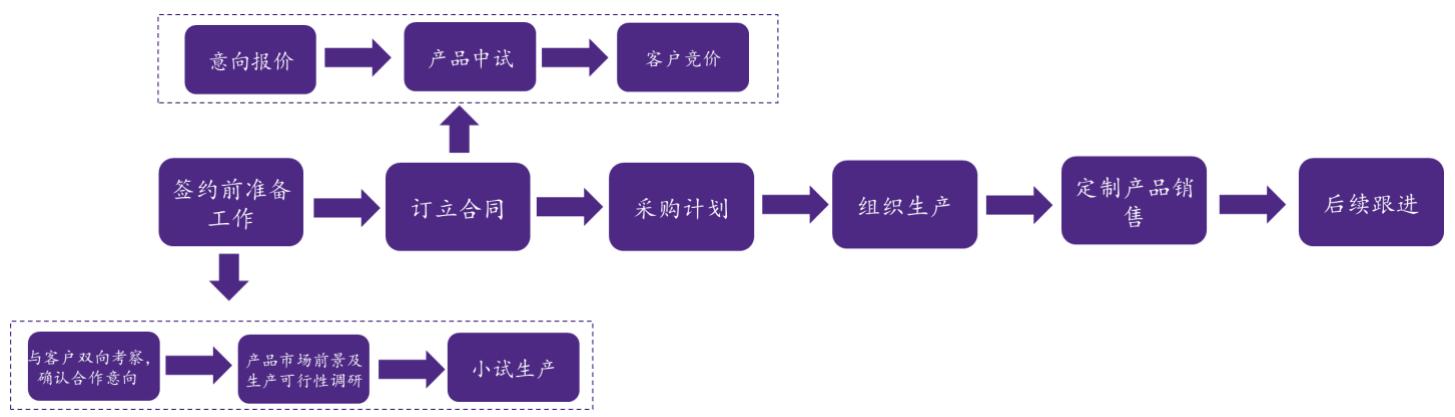 意向报价
产品中试
客户竞价
签约前准备
工作
订立合同
采购计划
组织生产
定制产品销
售
后续跟进
与客户双向考察，
确认合作意向
产品市场前景及
生产可行性调研
小试生产